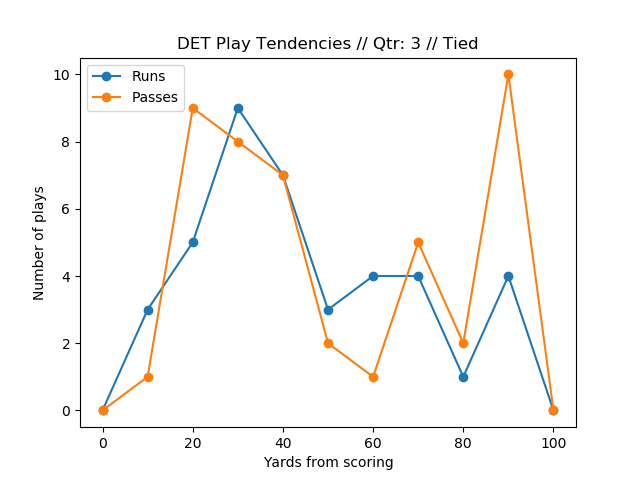 DET Play Tendencies // Qtr: 3 // Tied
Runs
Passes
Number of plays
10
8
6
4
2
0
0 20 40 60 80 100
Yards from scoring